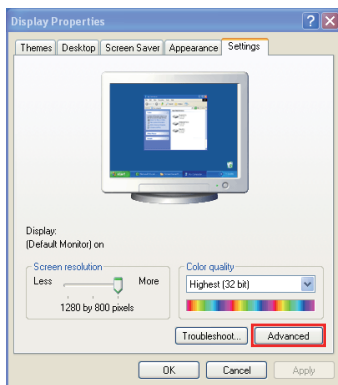 Display Properties
Themes Desktop Screen Saver Appearance Settings
Display:
(Default Monitor) on
Screen resolution
Less More
1280 by 800 pixels
Color quality
Highest (32 bit)
Troubleshoot... Advanced
OK Cancel Apply